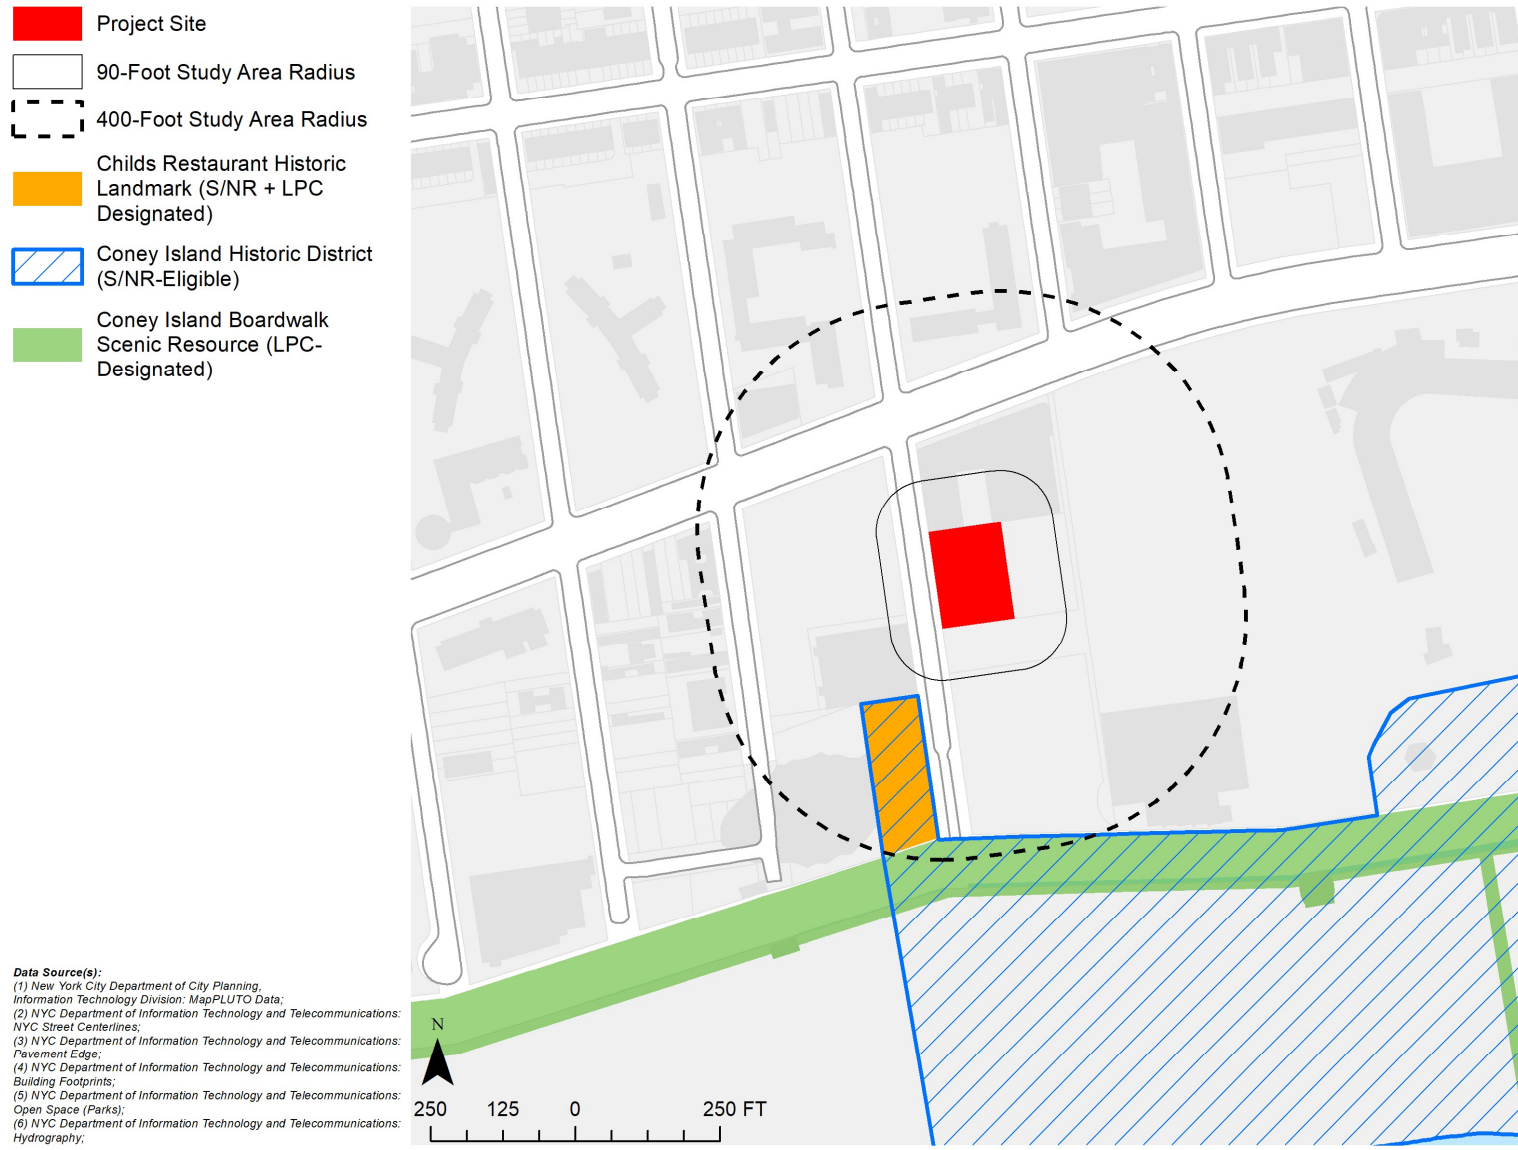 Project Site
90-Foot Study Area Radius
400-Foot Study Area Radius
Childs Restaurant Historic
Landmark (S/NR + LPC
Designated)
Coney Island Historic District
(S/NR-Eligible)
Coney Island Boardwalk
Scenic Resource (LPC-
Designated)
Data Source(s):
(1) New York City Department of City Planning,
Information Technology Division: MapPLUTO Data;
(2) NYC Department of Information Technology and Telecommunications:
NYC Street Centerlines;
(3) NYC Department of Information Technology and Telecommunications:
Pavement Edge;
(4) NYC Department of Information Technology and Telecommunications:
Building Footprints;
(5) NYC Department of Information Technology and Telecommunications:
Open Space (Parks);
(6) NYC Department of Information Technology and Telecommunications:
Hydrography;
N
250 125 0 250 FT